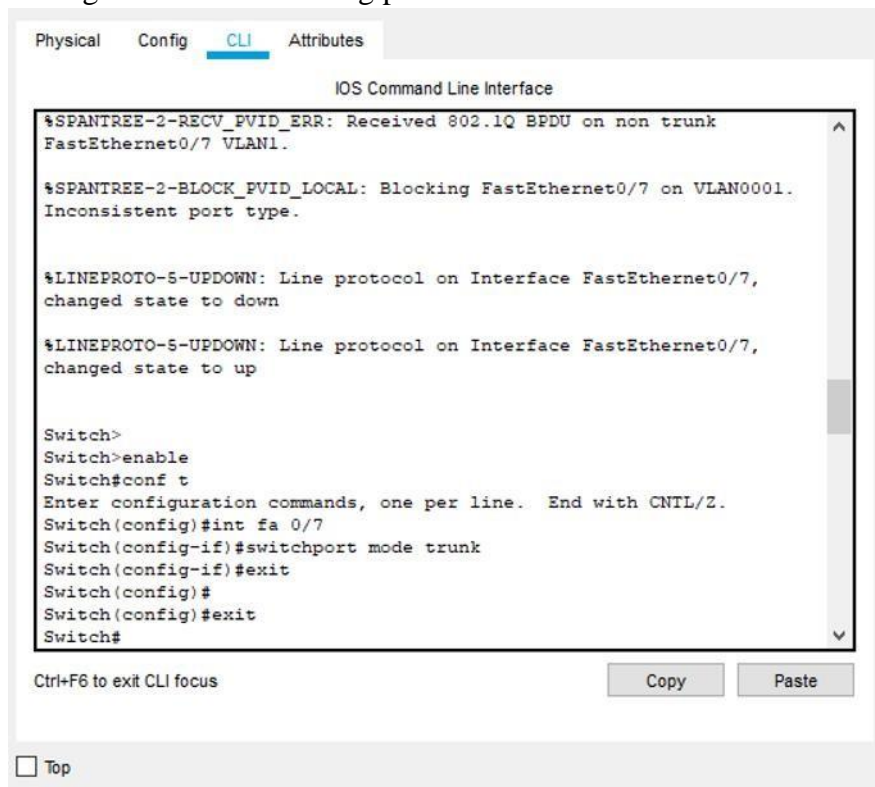 Physical Config CLI Attributes
IOS Command Line Interface
%SPANTREE-2-RECV_PVID_ERR: Received 802.1Q BPDU on non trunk
FastEthernet0/7 VLAN1.
%SPANTREE-2-BLOCK_PVID_LOCAL: Blocking FastEthernet0/7 on VLAN0001.
Inconsistent port type.
%LINEPROTO-5-UPDOWN: Line protocol on Interface FastEthernet0/7,
changed state to down
%LINEPROTO-5-UPDOWN: Line protocol on Interface FastEthernet0/7,
changed state to up
Switch>
Switch>enable
Switch#conf t
Enter configuration commands, one per line.  End with CNTL/Z.
Switch(config)#int fa 0/7
Switch(config-if)#switchport mode trunk
Switch(config-if)#exit
Switch(config)#
Switch(config)#exit
Switch#
Ctrl+F6 to exit CLI focus Copy Paste
Top